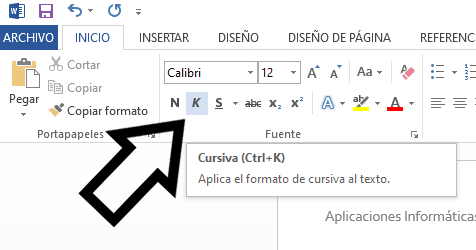 ARCHIVO INICIO INSERTAR DISEÑO DISEÑO DE PÁGINA REFERENC
Pegar
Cortar
Copiar
Copiar formato
Portapapeles
Calibri 12 A A Aa
N K S abc x₂ x² A A
Fuente
Cursiva (Ctrl+K)
Aplica el formato de cursiva al texto.
Aplicaciones Informática